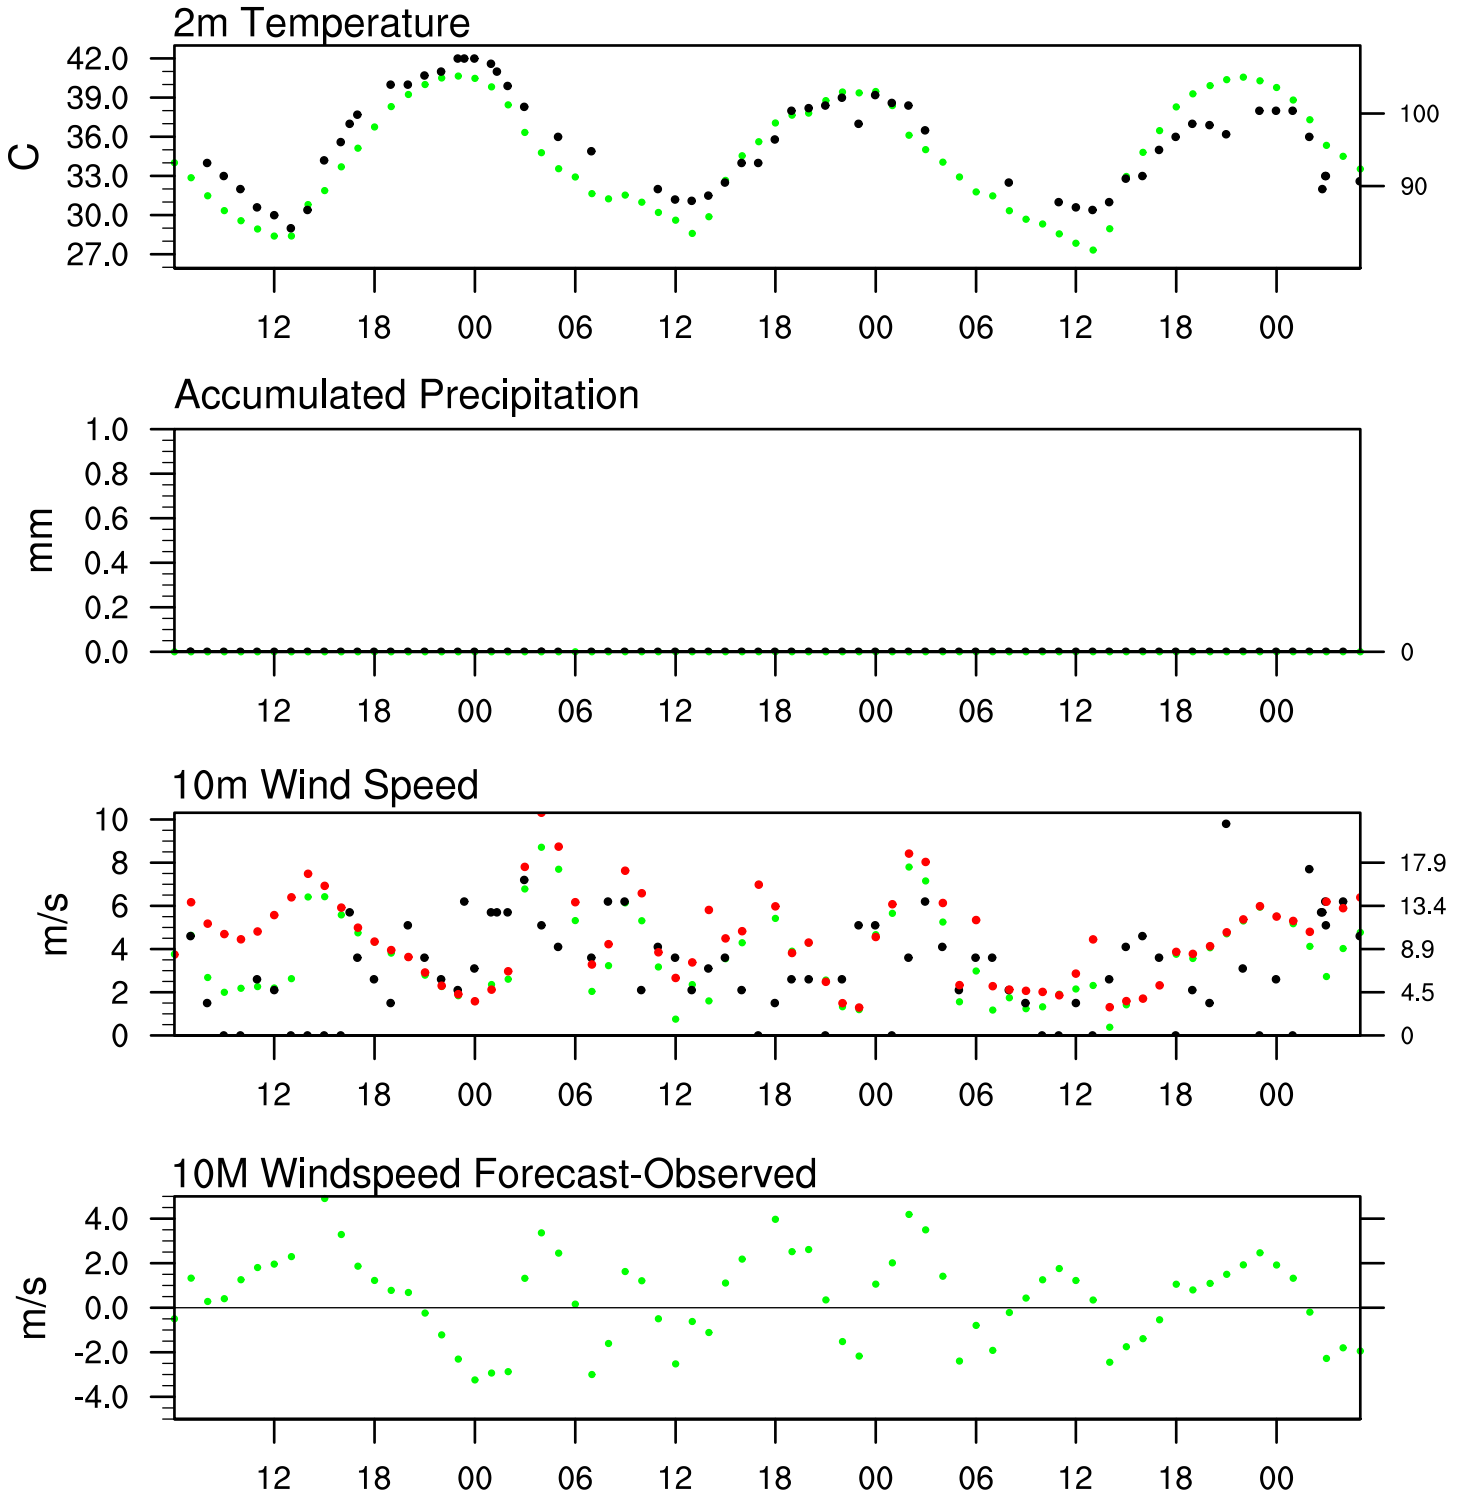 2m Temperature
42.0
39.0
36.0
33.0
30.0
27.0
C
100
90
12 18 00 06 12 18 00 06 12 18 00
Accumulated Precipitation
1.0
0.8
0.6
0.4
0.2
0.0
mm
0
12 18 00 06 12 18 00 06 12 18 00
10m Wind Speed
10
8
6
4
2
0
m/s
17.9
13.4
8.9
4.5
0
12 18 00 06 12 18 00 06 12 18 00
10M Windspeed Forecast-Observed
4.0
2.0
0.0
-2.0
-4.0
m/s
12 18 00 06 12 18 00 06 12 18 00